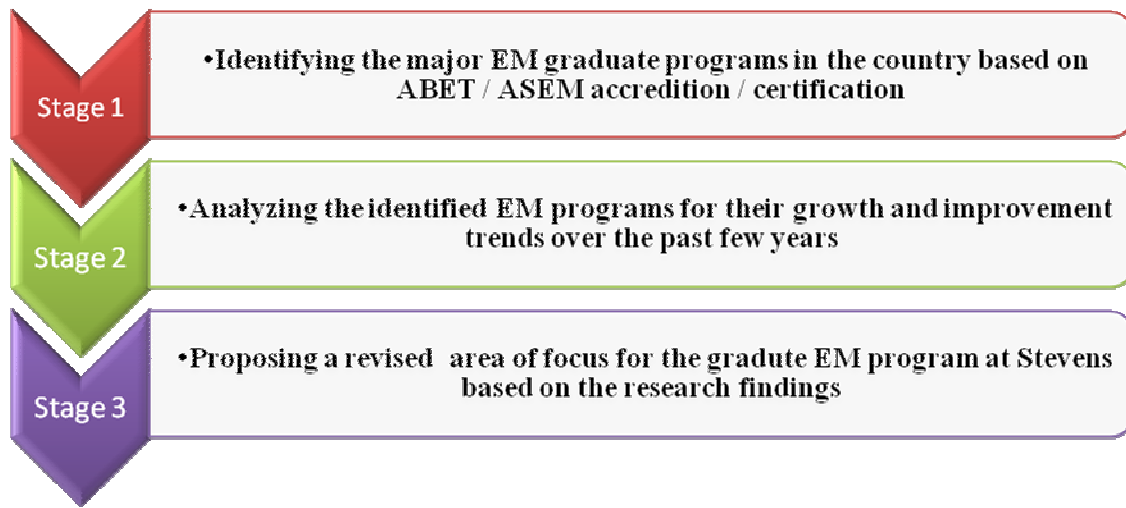 Stage 1
•Identifying the major EM graduate programs in the country based on
ABET / ASEM accredition / certification
Stage 2
•Analyzing the identified EM programs for their growth and improvement
trends over the past few years
Stage 3
•Proposing a revised area of focus for the gradute EM program at Stevens
based on the research findings